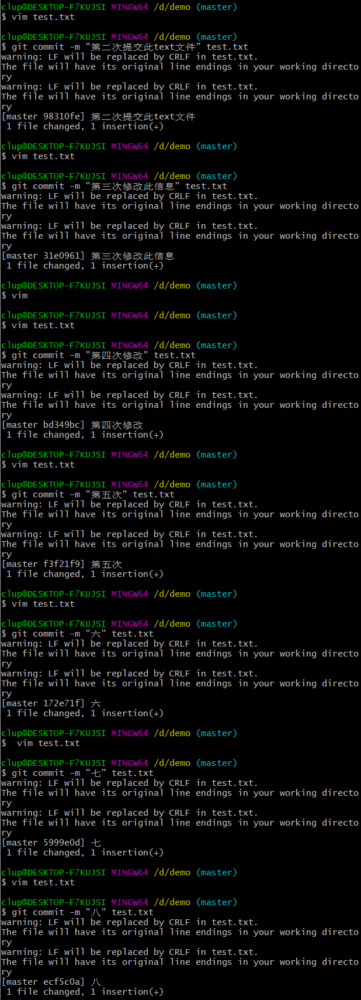 clup@DESKTOP-F7KUJSI MINGW64 /d/demo (master)
$ vim test.txt
clup@DESKTOP-F7KUJSI MINGW64 /d/demo (master)
$ git commit -m "第二次提交此text文件" test.txt
warning: LF will be replaced by CRLF in test.txt.
The file will have its original line endings in your working directo
ry
warning: LF will be replaced by CRLF in test.txt.
The file will have its original line endings in your working directo
ry
[master 98310fe] 第二次提交此text文件
 1 file changed, 1 insertion(+)
clup@DESKTOP-F7KUJSI MINGW64 /d/demo (master)
$ vim test.txt
clup@DESKTOP-F7KUJSI MINGW64 /d/demo (master)
$ git commit -m "第三次修改此信息" test.txt
warning: LF will be replaced by CRLF in test.txt.
The file will have its original line endings in your working directo
ry
warning: LF will be replaced by CRLF in test.txt.
The file will have its original line endings in your working directo
ry
[master 31e0961] 第三次修改此信息
 1 file changed, 1 insertion(+)
clup@DESKTOP-F7KUJSI MINGW64 /d/demo (master)
$ vim
clup@DESKTOP-F7KUJSI MINGW64 /d/demo (master)
$ vim test.txt
clup@DESKTOP-F7KUJSI MINGW64 /d/demo (master)
$ git commit -m "第四次修改" test.txt
warning: LF will be replaced by CRLF in test.txt.
The file will have its original line endings in your working directo
ry
warning: LF will be replaced by CRLF in test.txt.
The file will have its original line endings in your working directo
ry
[master bd349bc] 第四次修改
 1 file changed, 1 insertion(+)
clup@DESKTOP-F7KUJSI MINGW64 /d/demo (master)
$ vim test.txt
clup@DESKTOP-F7KUJSI MINGW64 /d/demo (master)
$ git commit -m "第五次" test.txt
warning: LF will be replaced by CRLF in test.txt.
The file will have its original line endings in your working directo
ry
warning: LF will be replaced by CRLF in test.txt.
The file will have its original line endings in your working directo
ry
[master f3f21f9] 第五次
 1 file changed, 1 insertion(+)
clup@DESKTOP-F7KUJSI MINGW64 /d/demo (master)
$ vim test.txt
clup@DESKTOP-F7KUJSI MINGW64 /d/demo (master)
$ git commit -m "六" test.txt
warning: LF will be replaced by CRLF in test.txt.
The file will have its original line endings in your working directo
ry
warning: LF will be replaced by CRLF in test.txt.
The file will have its original line endings in your working directo
ry
[master 172e71f] 六
 1 file changed, 1 insertion(+)
clup@DESKTOP-F7KUJSI MINGW64 /d/demo (master)
$  vim test.txt
clup@DESKTOP-F7KUJSI MINGW64 /d/demo (master)
$ git commit -m "七" test.txt
warning: LF will be replaced by CRLF in test.txt.
The file will have its original line endings in your working directo
ry
warning: LF will be replaced by CRLF in test.txt.
The file will have its original line endings in your working directo
ry
[master 5999e0d] 七
 1 file changed, 1 insertion(+)
clup@DESKTOP-F7KUJSI MINGW64 /d/demo (master)
$ vim test.txt
clup@DESKTOP-F7KUJSI MINGW64 /d/demo (master)
$ git commit -m "八" test.txt
warning: LF will be replaced by CRLF in test.txt.
The file will have its original line endings in your working directo
ry
warning: LF will be replaced by CRLF in test.txt.
The file will have its original line endings in your working directo
ry
[master ecf5c0a] 八
 1 file changed, 1 insertion(+)